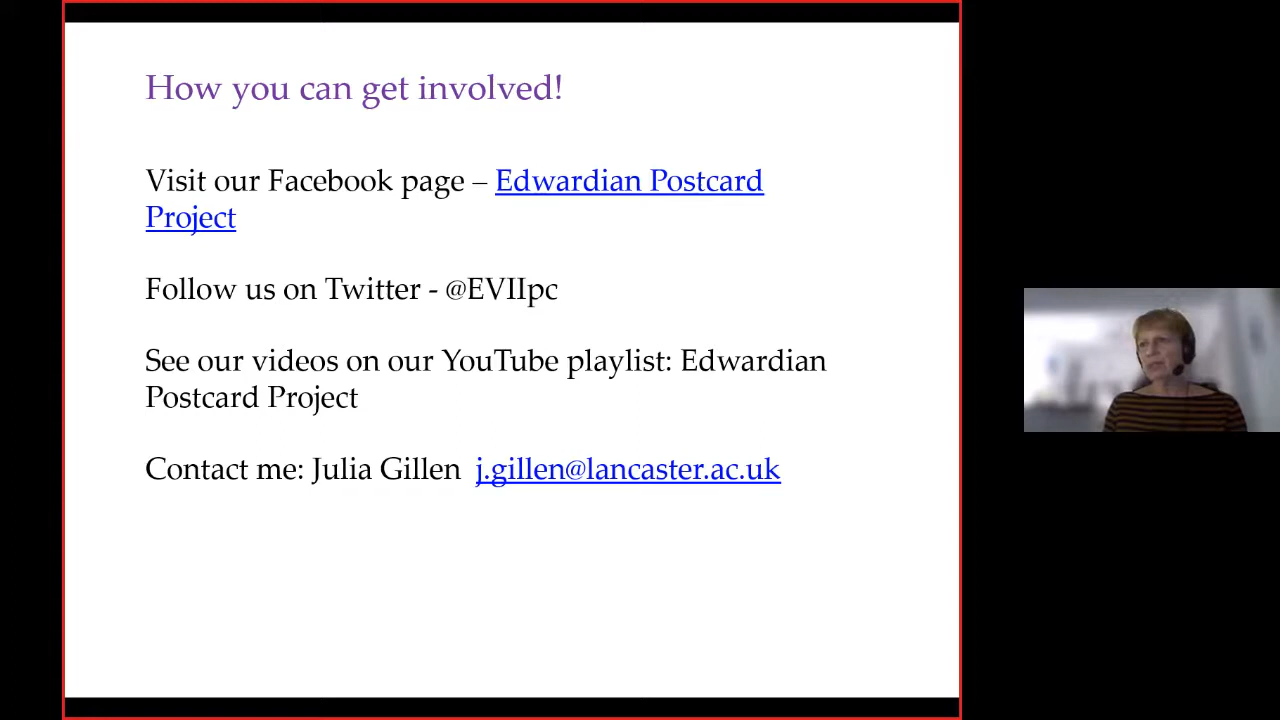 How you can get involved!
Visit our Facebook page – Edwardian Postcard
Project
Follow us on Twitter - @EVIIpc
See our videos on our YouTube playlist: Edwardian
Postcard Project
Contact me: Julia Gillen j.gillen@lancaster.ac.uk